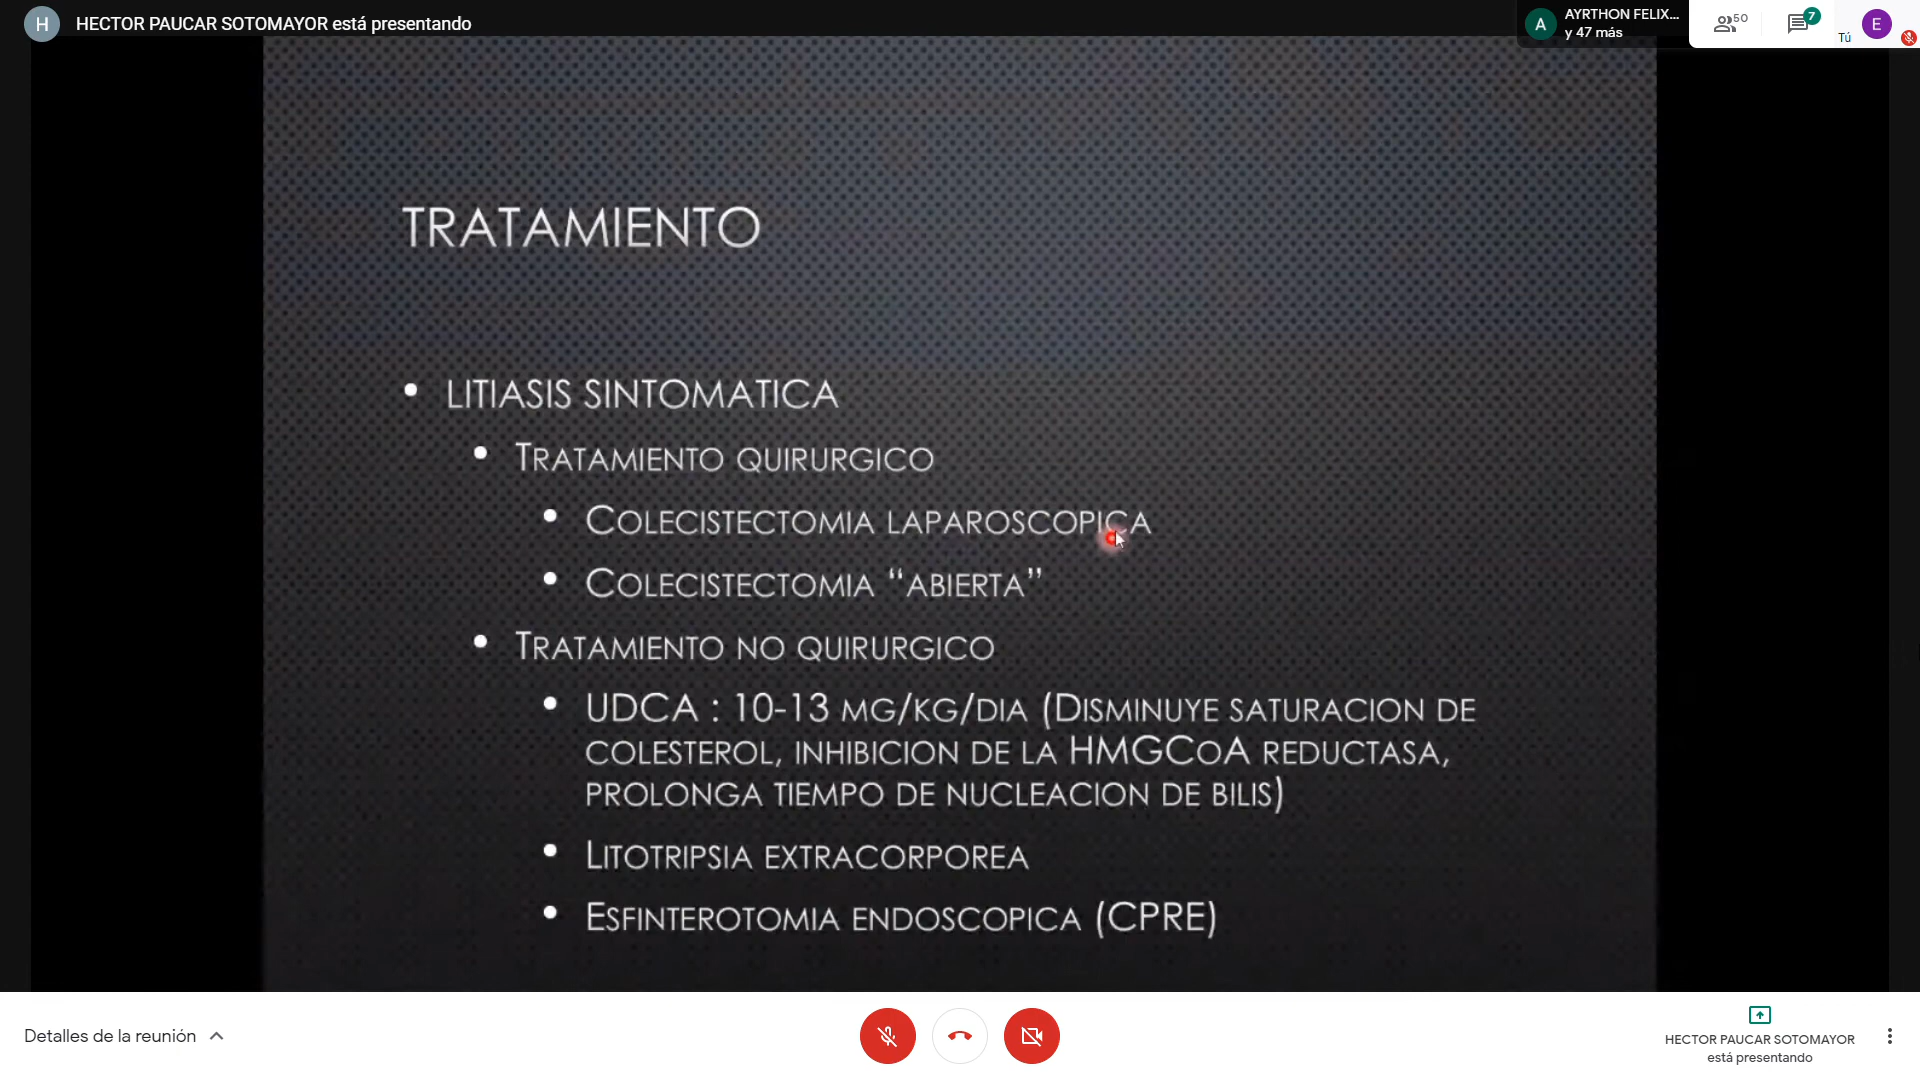 H HECTOR PAUCAR SOTOMAYOR está presentando
A AYRTHON FELIX...
y 47 más
50
7
Tú
E
TRATAMIENTO
• LITIASIS SINTOMATICA
• TRATAMIENTO QUIRURGICO
• COLECISTECTOMIA LAPAROSCOPICA
• COLECISTECTOMIA “ABIERTA”
• TRATAMIENTO NO QUIRURGICO
• UDCA : 10-13 MG/KG/DIA (DISMINUYE SATURACION DE
COLESTEROL, INHIBICION DE LA HMGCOA REDUCTASA,
PROLONGA TIEMPO DE NUCLEACION DE BILIS)
• LITOTRIPSIA EXTRACORPOREA
• ESFINTEROTOMIA ENDOSCOPICA (CPRE)
Detalles de la reunión
HECTOR PAUCAR SOTOMAYOR
está presentando